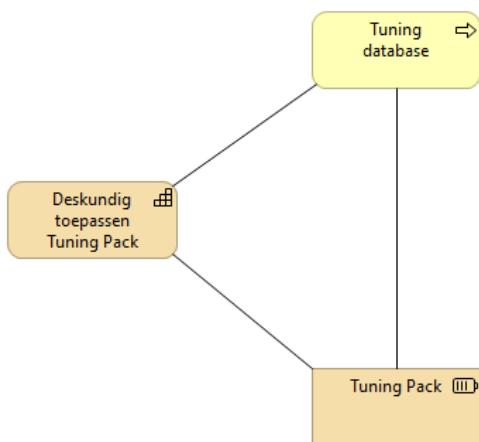 Tuning
database
Deskundig
toepassen
Tuning Pack
Tuning Pack